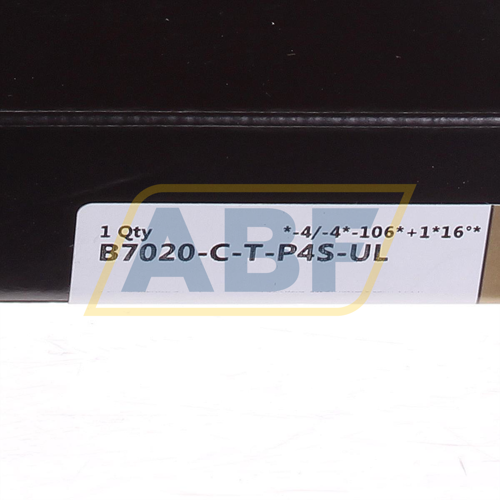 1 Qty *-4/-4*-106*+1*16°*
B7020-C-T-P4S-UL
ABF